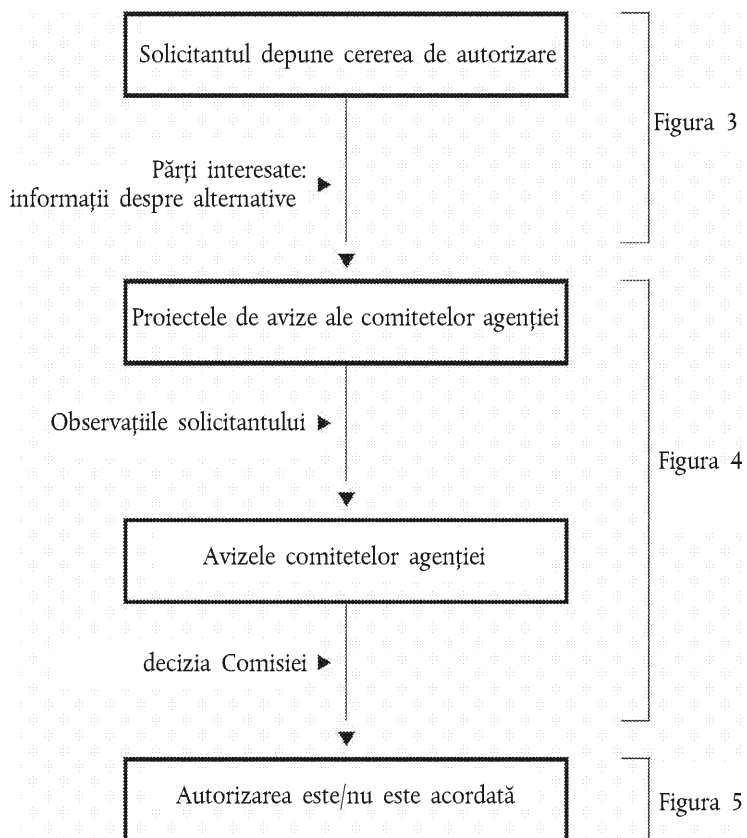 Solicitantul depune cererea de autorizare
Figura 3
Părți interesate:
informații despre alternative
Proiectele de avize ale comitetelor agenției
Observațiile solicitantului
Figura 4
Avizele comitetelor agenției
decizia Comisiei
Autorizarea este/nu este acordată
Figura 5